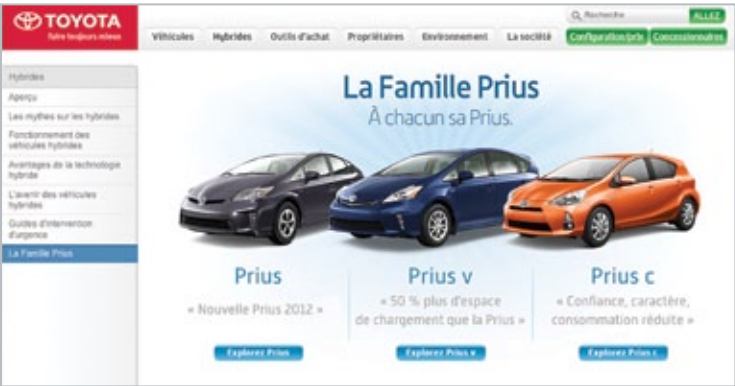 TOYOTA
faire toujours mieux
Recherche
ALLEZ
Véhicules
Hybrides
Outils d'achat
Propriétaires
Environnement
La société
Configuration/prix
Concessionnaires
Hybrides
Aperçu
Les mythes sur les hybrides
Fonctionnement des
véhicules hybrides
Avantages de la technologie
hybride
L'avenir des véhicules
hybrides
Guides d'intervention
d'urgence
La Famille Prius
La Famille Prius
À chacun sa Prius.
Prius
« Nouvelle Prius 2012 »
Explorez Prius
Prius v
« 50 % plus d'espace
de chargement que la Prius »
Explorez Prius v
Prius c
« Confiance, caractère,
consommation réduite »
Explorez Prius c